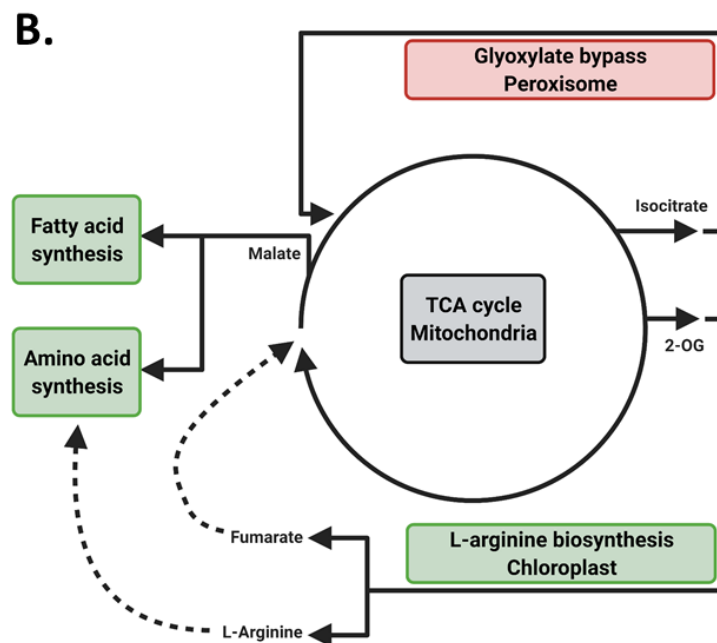 B.
Glyoxylate bypass
Peroxisome
Isocitrate
Fatty acid
synthesis
Malate
TCA cycle
Mitochondria
2-OG
Amino acid
synthesis
Fumarate
L-arginine biosynthesis
Chloroplast
L-Arginine